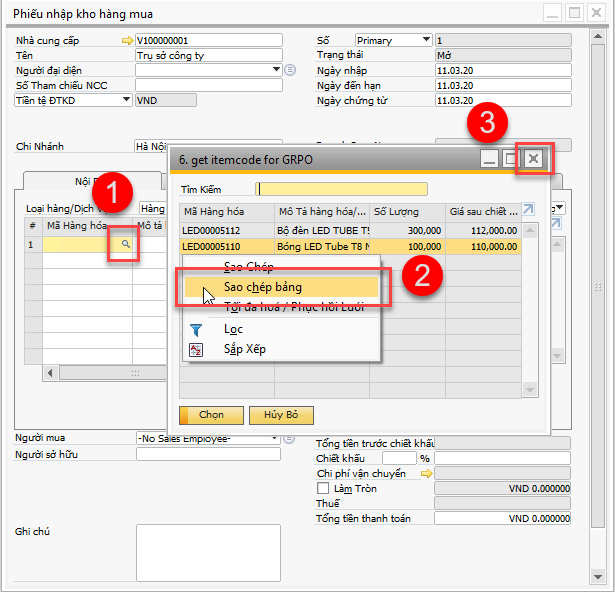 Phiếu nhập kho hàng mua
Nhà cung cấp V100000001 Số Primary 1
Tên Trụ sở công ty Trạng thái Mở
Người đại diện Ngày nhập 11.03.20
Số Tham chiếu NCC Ngày đến hạn 11.03.20
Tiền tệ ĐTKD VND Ngày chứng từ 11.03.20
3
Chi Nhánh Hà Nội
6. get itemcode for GRPO
1
Nội
Tìm Kiếm
Loại hàng/Dịch Hàng
# Mã Hàng hóa Mô tả
Mã Hàng hóa Mô Tả hàng hóa/... Số Lượng Giá sau chiết ...
1
LED00005112 Bộ đèn LED TUBE T5 300,000 112,000.00
LED00005110 Bóng LED Tube T8 N 100,000 110,000.00
Sao Chép
2
Sao chép bảng
Tối đa hoá / Phục hồi Lưới
Lọc
Sắp Xếp
Chọn Hủy Bỏ
Người mua -No Sales Employee-
Người sở hữu
Tổng tiền trước chiết khấu
Chiết khấu %
Chi phí vận chuyển
Làm Tròn VND 0.000000
Thuế
Tổng tiền thanh toán VND 0.000000
Ghi chú